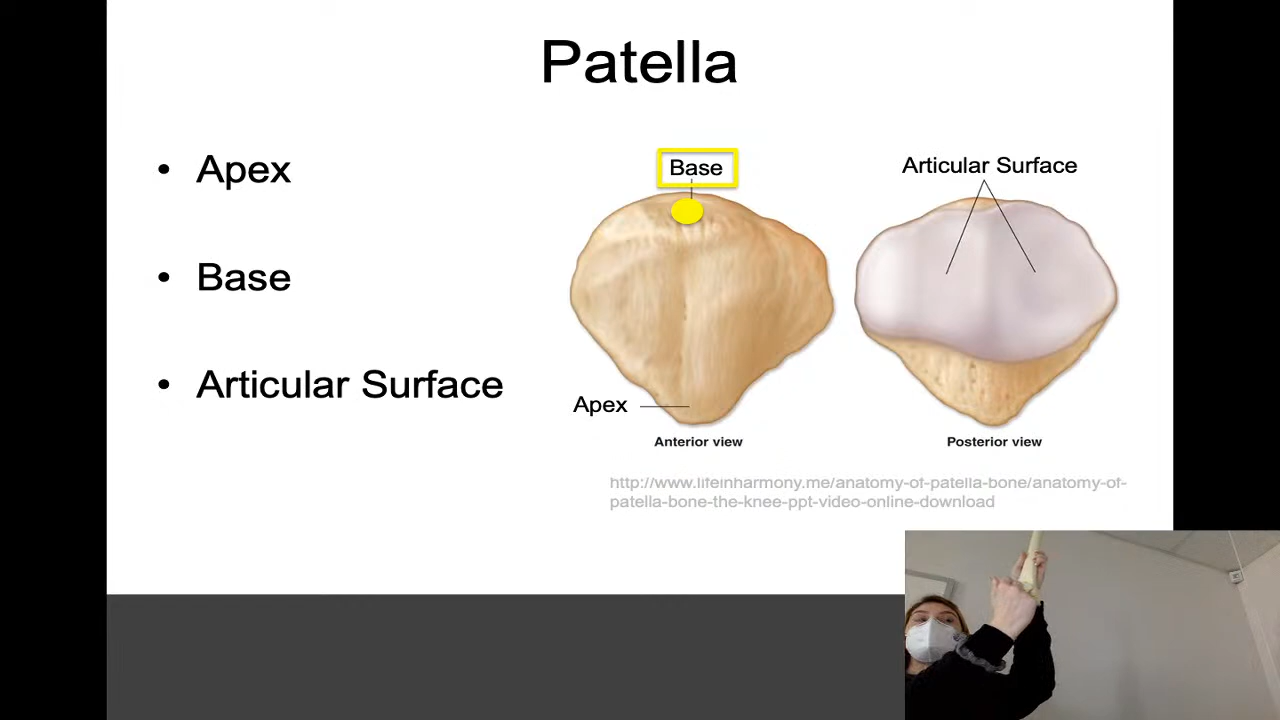 Patella
• Apex
• Base
• Articular Surface
Base
Articular Surface
Apex
Anterior view
Posterior view
http://www.lifeinharmony.me/anatomy-of-patella-bone/anatomy-of-
patella-bone-the-knee-ppt-video-online-download